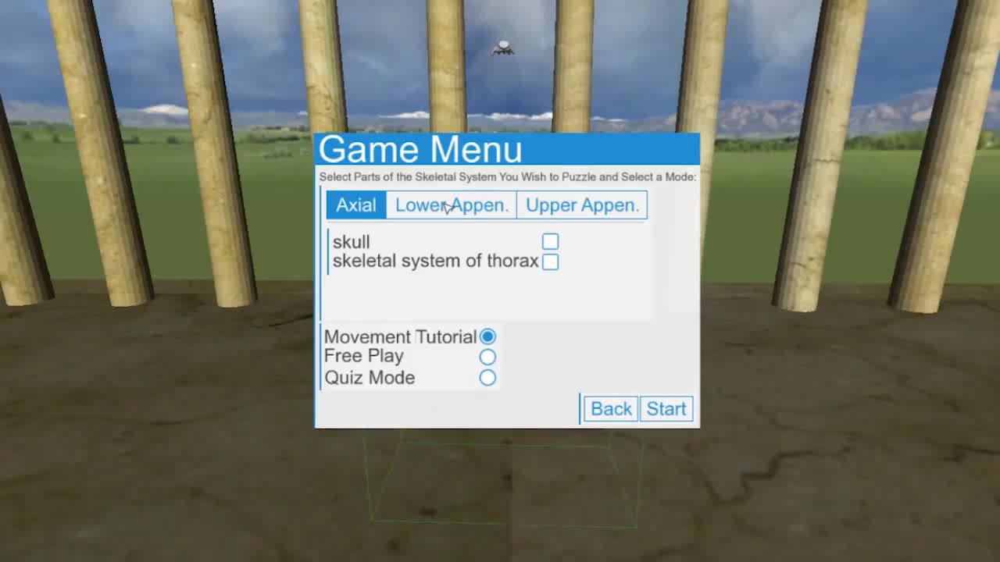 Game Menu
Select Parts of the Skeletal System You Wish to Puzzle and Select a Mode:
Axial Lower Appen. Upper Appen.
skull
skeletal system of thorax
Movement Tutorial
Free Play
Quiz Mode
Back Start